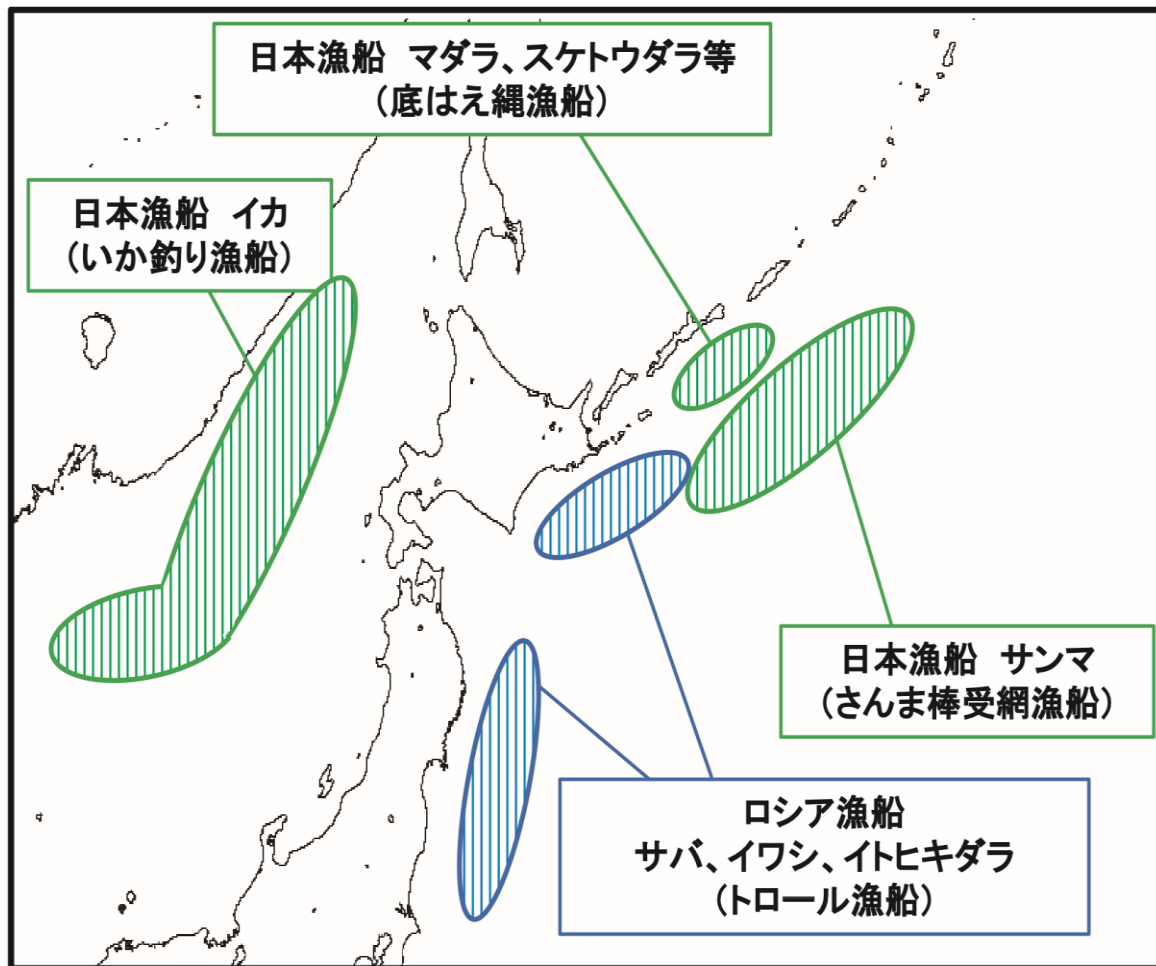 日本漁船 マダラ、スケトウダラ等
(底はえ縄漁船)
日本漁船 イカ
(いか釣り漁船)
日本漁船 サンマ
(さんま棒受網漁船)
ロシア漁船
サバ、イワシ、イトヒキダラ
(トロール漁船)